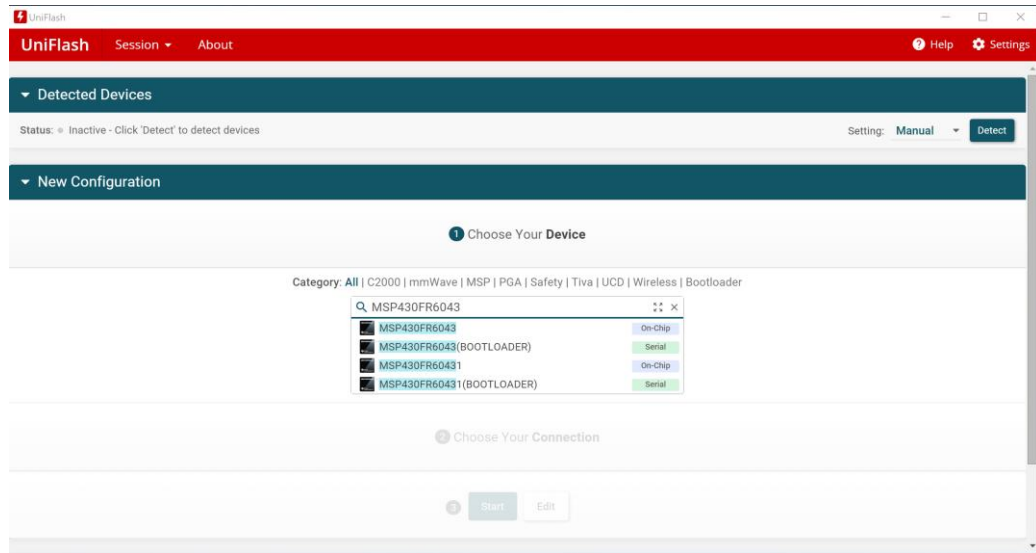 UniFlash
UniFlash Session About Help Settings
Detected Devices
Status: Inactive - Click 'Detect' to detect devices Setting: Manual Detect
New Configuration
1 Choose Your Device
Category: All | C2000 | mmWave | MSP | PGA | Safety | Tiva | UCD | Wireless | Bootloader
MSP430FR6043
MSP430FR6043 On-Chip
MSP430FR6043(BOOTLOADER) Serial
MSP430FR60431 On-Chip
MSP430FR60431(BOOTLOADER) Serial
2 Choose Your Connection
3 Start Edit